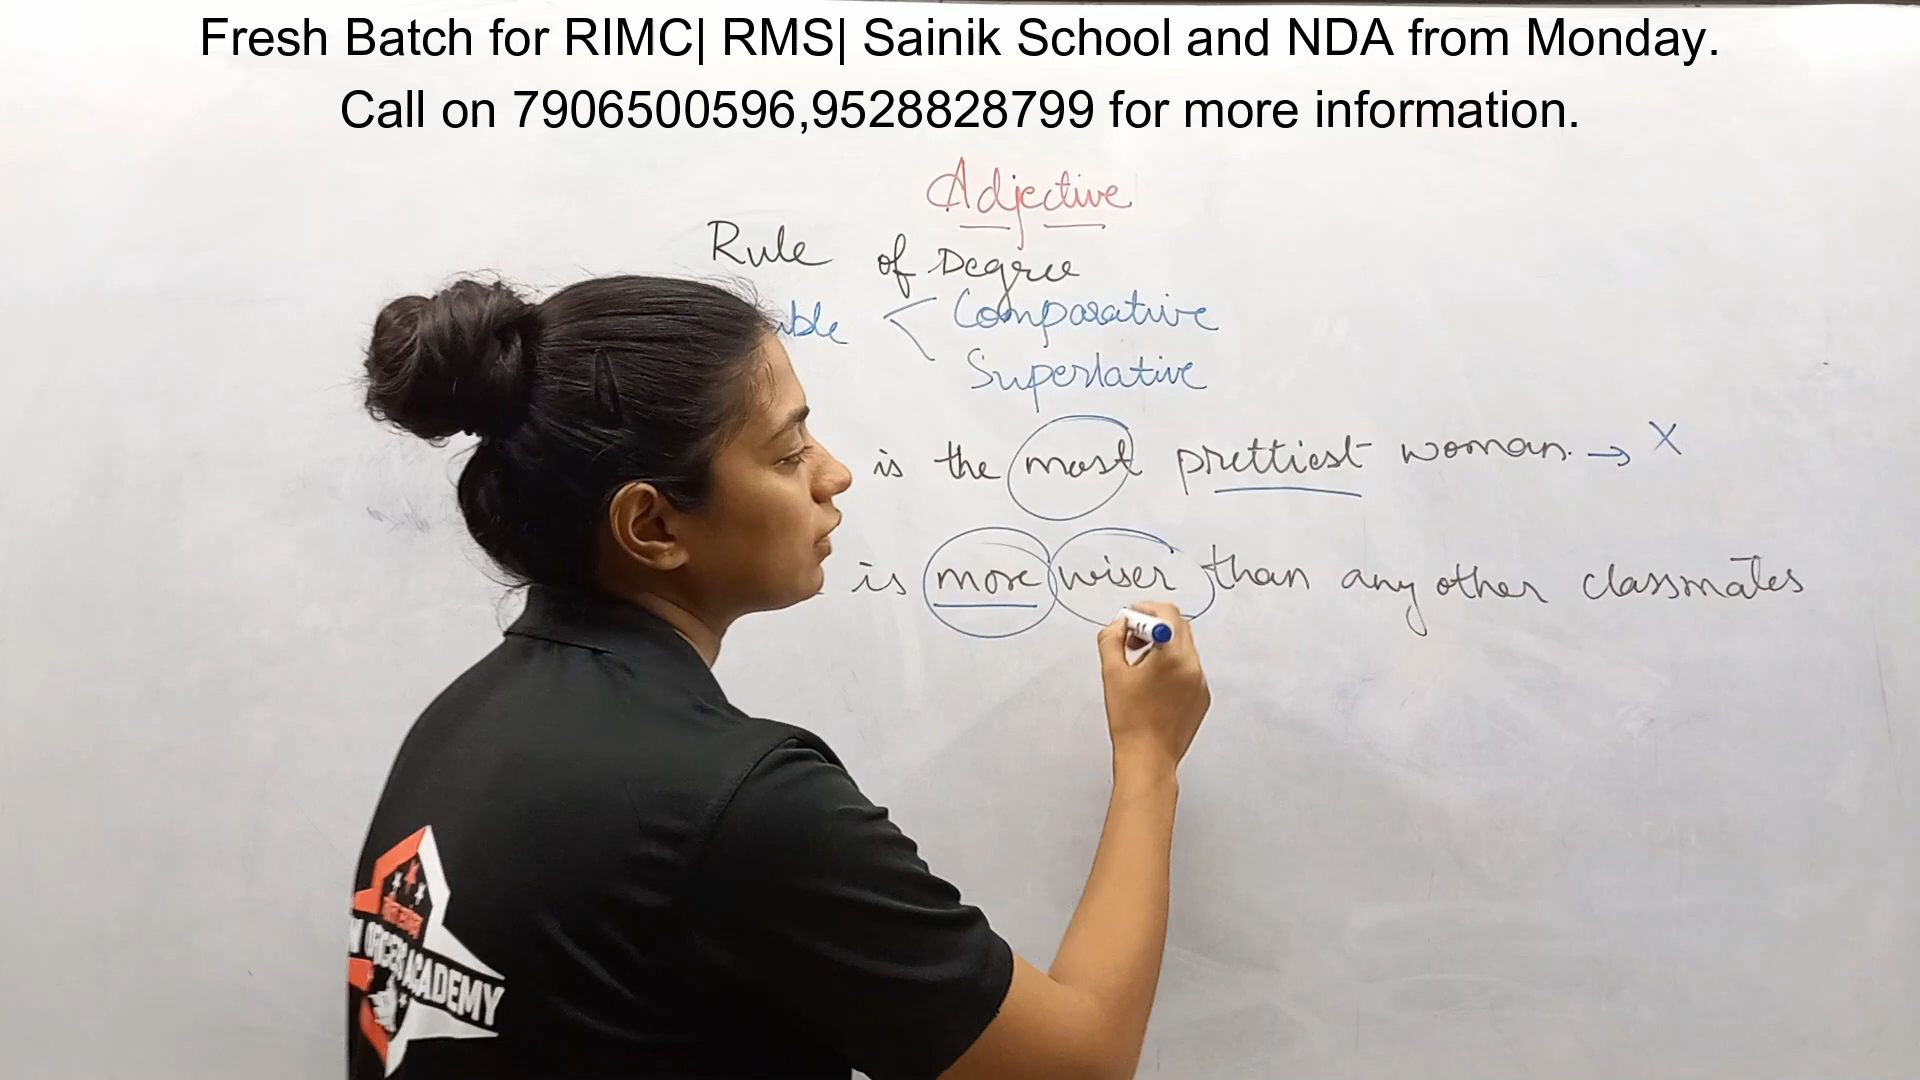 Fresh Batch for RIMC| RMS| Sainik School and NDA from Monday.
Call on 7906500596,9528828799 for more information.
Adjective
Rule of Degree
Comparative
Superlative
is the most prettiest woman. → X
is more wiser than any other classmates
ACADEMY